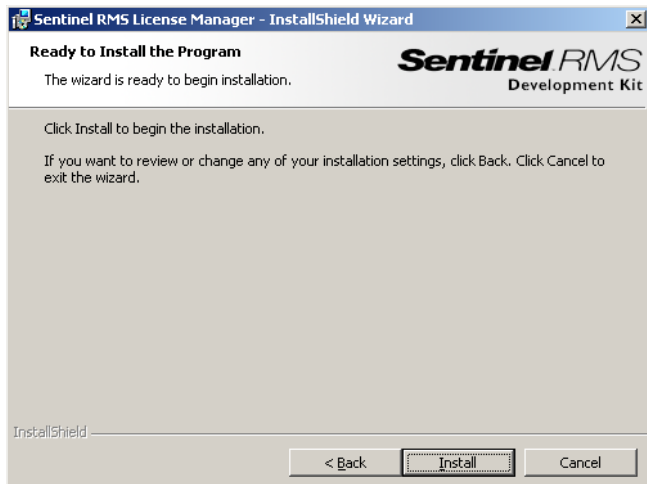 Sentinel RMS License Manager - InstallShield Wizard
Ready to Install the Program
The wizard is ready to begin installation.
Sentinel RMS
Development Kit
Click Install to begin the installation.
If you want to review or change any of your installation settings, click Back. Click Cancel to
exit the wizard.
InstallShield
< Back
Install
Cancel